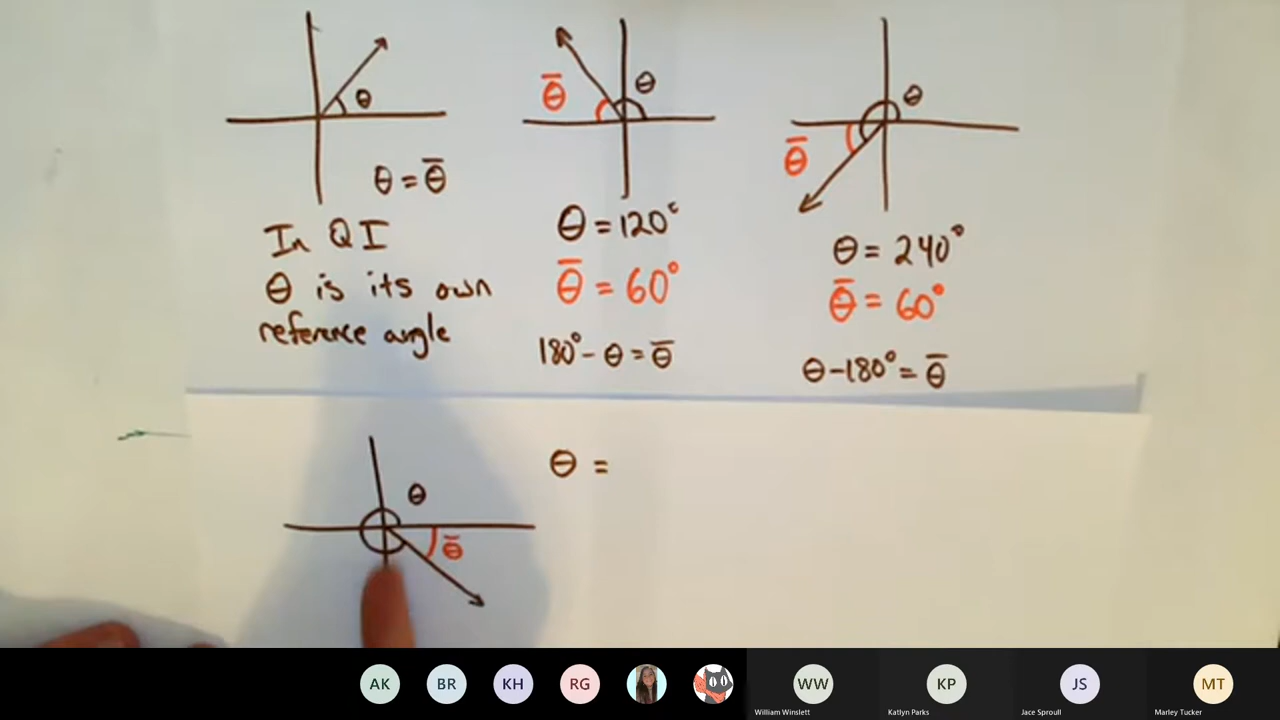 θ
θ = θ̅
In Q I
θ is its own
reference angle
θ̅
θ
θ = 120°
θ̅ = 60°
180° - θ = θ̅
θ
θ̅
θ = 240°
θ̅ = 60°
θ - 180° = θ̅
θ
θ̅
θ =
AK
BR
KH
RG
WW
KP
JS
MT
William Winslett
Katlyn Parks
Jace Sproull
Marley Tucker